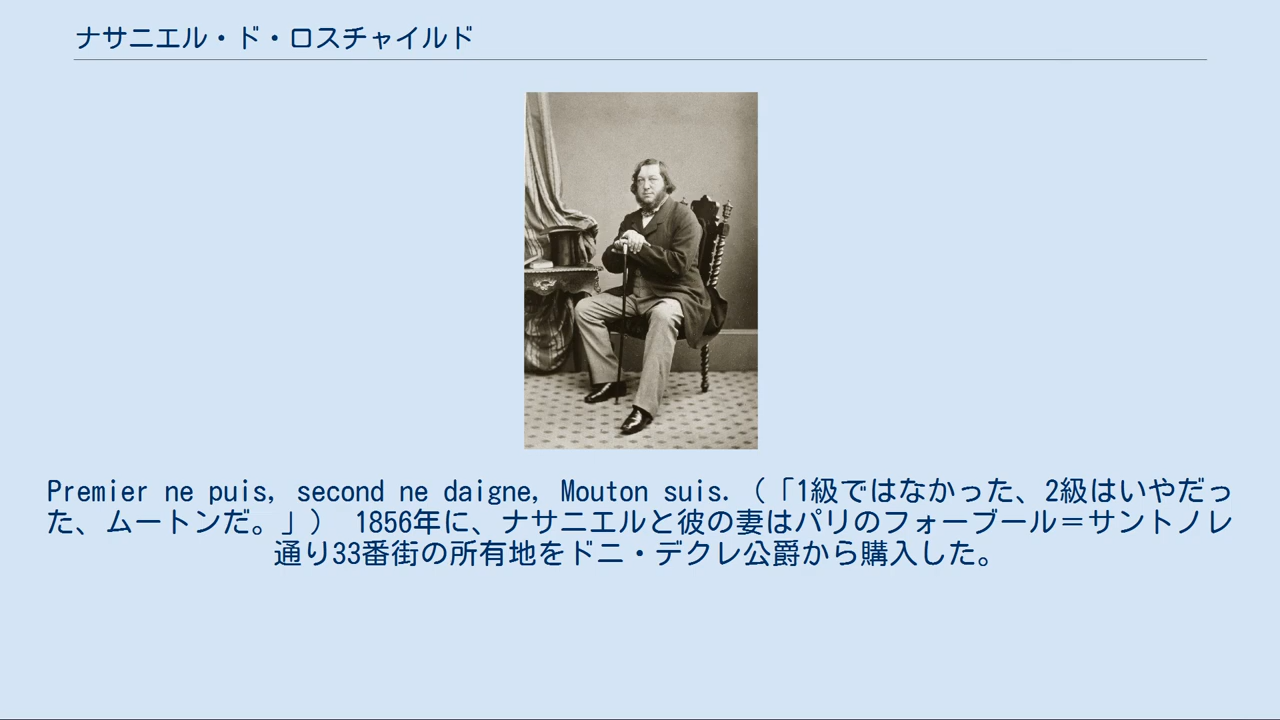 ナサニエル・ド・ロスチャイルド
Premier ne puis, second ne daigne, Mouton suis. （「1級ではなかった、2級はいやだっ
た、ムートンだ。」） 1856年に、ナサニエルと彼の妻はパリのフォーブール＝サントノレ
通り33番街の所有地をドニ・デクレ公爵から購入した。